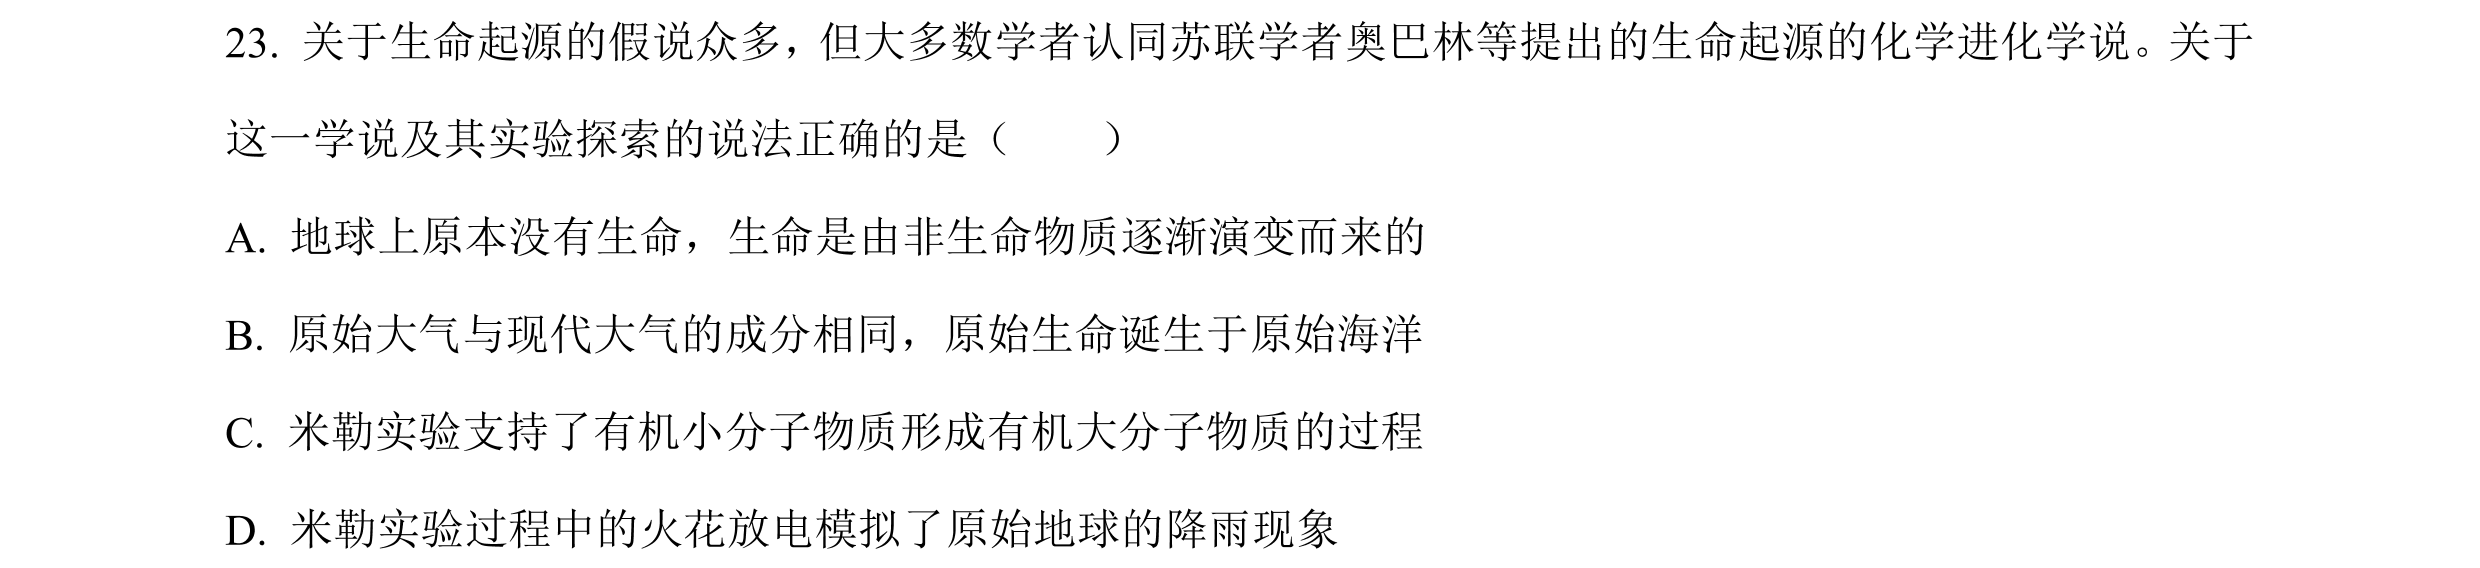 23. 关于生命起源的假说众多，但大多数学者认同苏联学者奥巴林等提出的生命起源的化学进化学说。关于
这一学说及其实验探索的说法正确的是（　　）
A. 地球上原本没有生命，生命是由非生命物质逐渐演变而来的
B. 原始大气与现代大气的成分相同，原始生命诞生于原始海洋
C. 米勒实验支持了有机小分子物质形成有机大分子物质的过程
D. 米勒实验过程中的火花放电模拟了原始地球的降雨现象